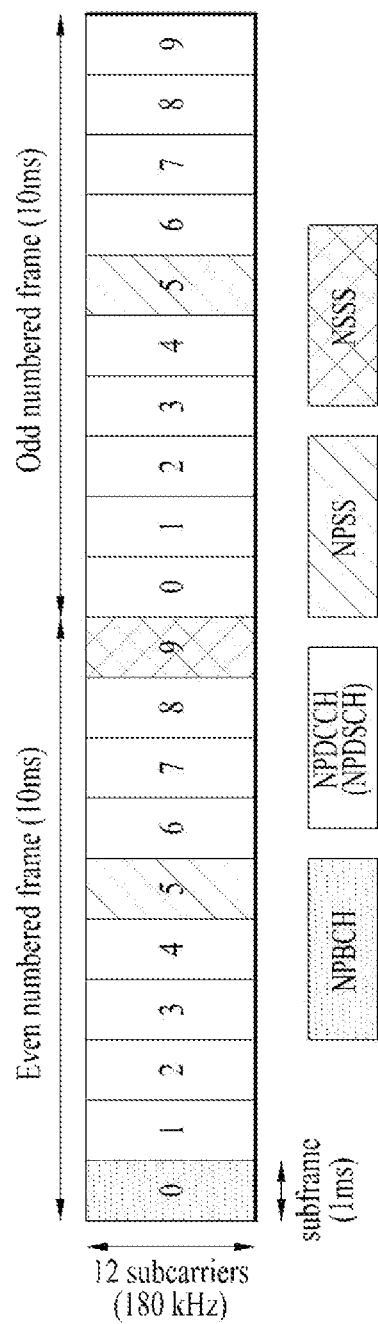 Even numbered frame (10ms)
Odd numbered frame (10ms)
12 subcarriers
(180 kHz)
0 1 2 3 4 5 6 7 8 9 0 1 2 3 4 5 6 7 8 9
subframe
(1ms)
NPBCH
NPDCCH
(NPDSCH)
NPSS
NSSS